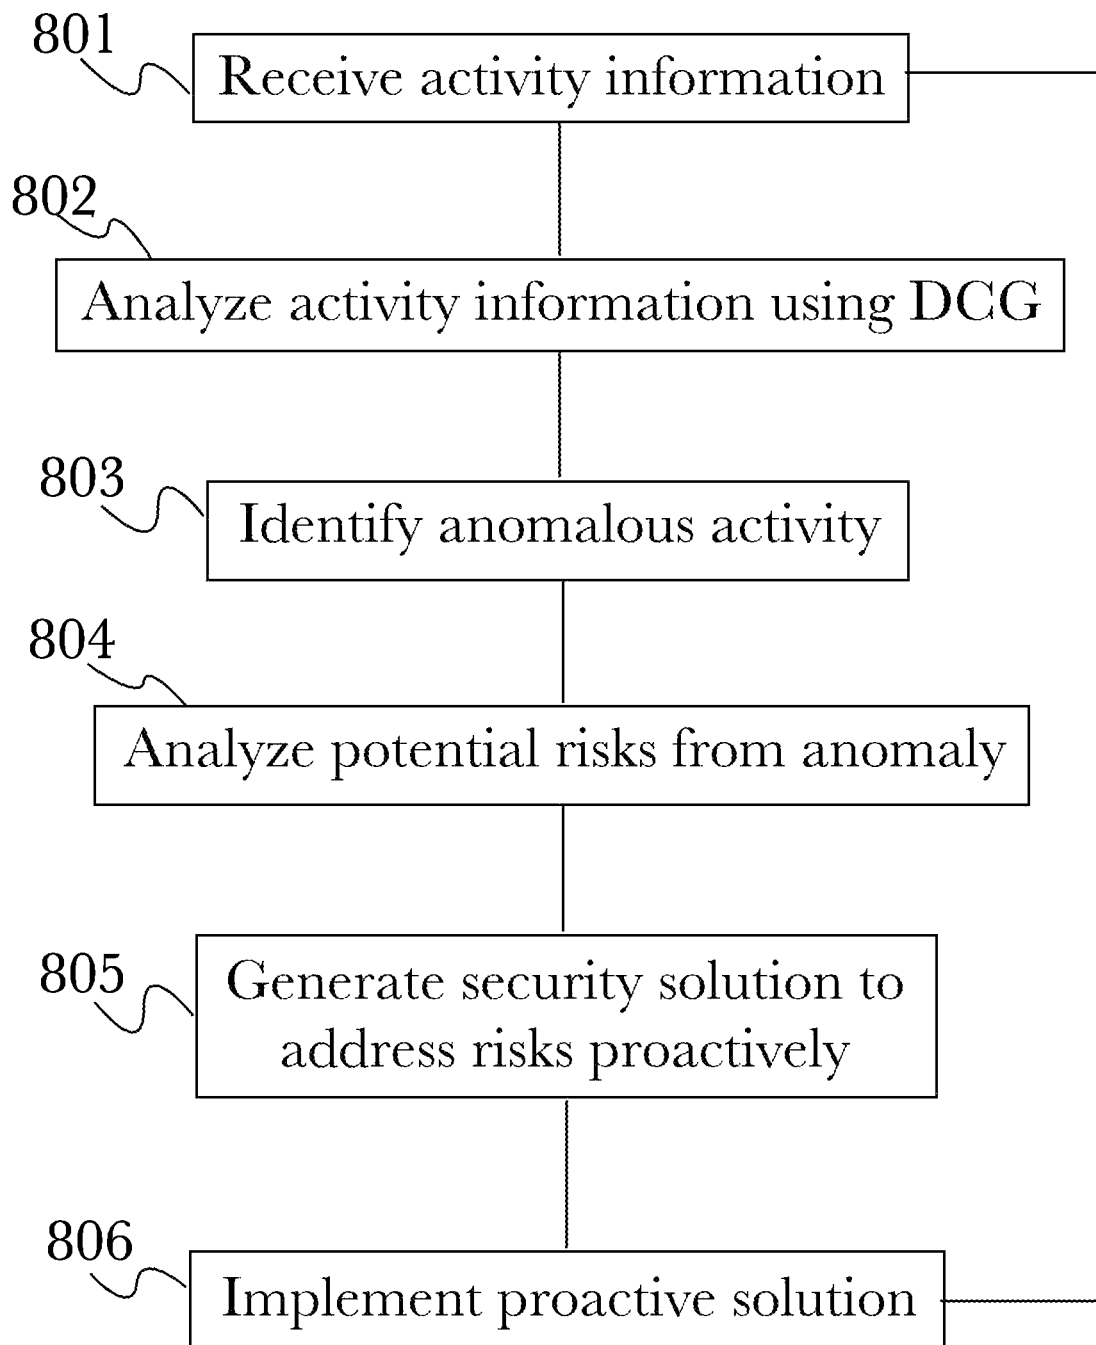 801
Receive activity information
802
Analyze activity information using DCG
803
Identify anomalous activity
804
Analyze potential risks from anomaly
805
Generate security solution to
address risks proactively
806
Implement proactive solution